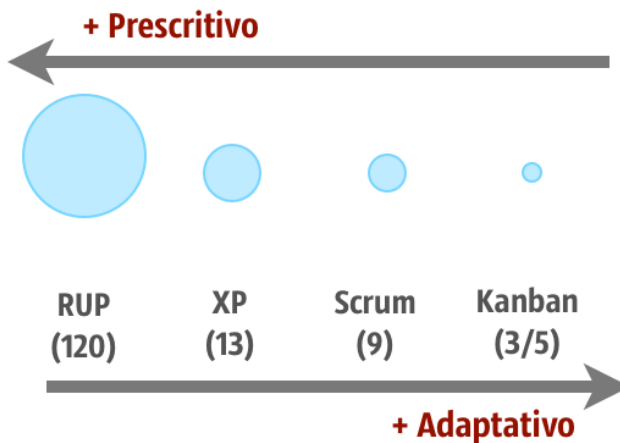 + Prescritivo
RUP
(120)
XP
(13)
Scrum
(9)
Kanban
(3/5)
+ Adaptativo